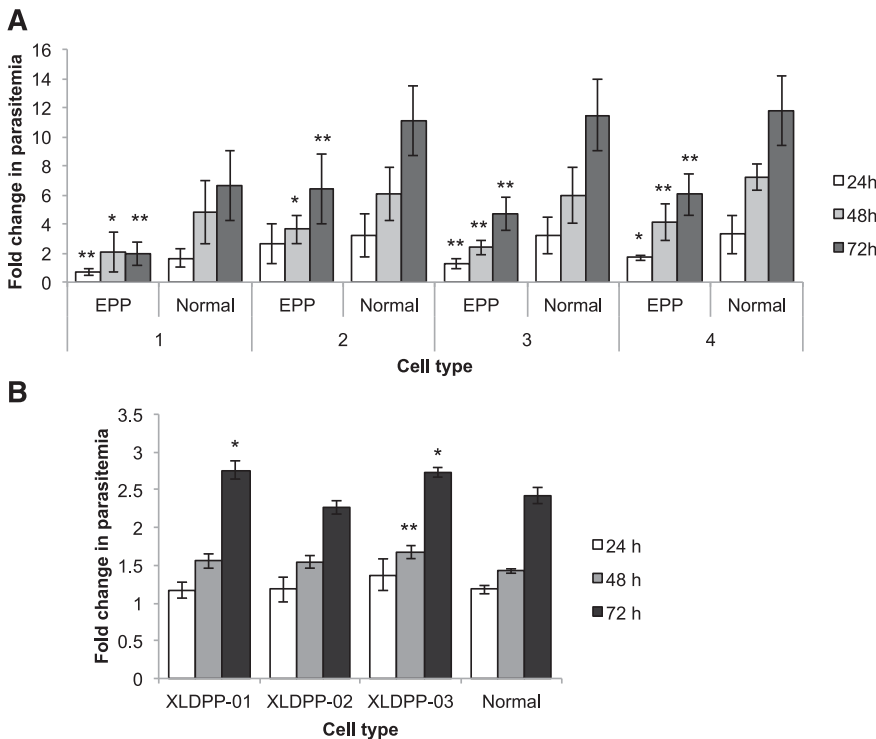 A
Fold change in parasitemia
16
14
12
10
8
6
4
2
0
** * **
* **
** ** **
* ** **
EPP Normal EPP Normal EPP Normal EPP Normal
1 2 3 4
Cell type
24h
48h
72h
B
Fold change in parasitemia
3.5
3
2.5
2
1.5
1
0.5
0
*
** *
XLDPP-01 XLDPP-02 XLDPP-03 Normal
Cell type
24 h
48 h
72 h